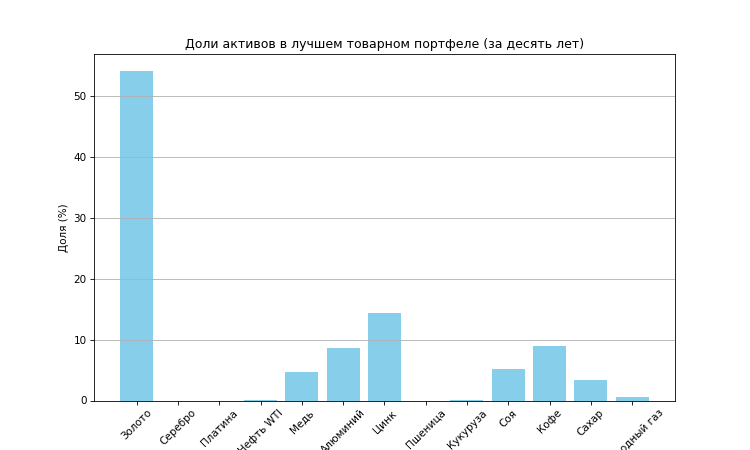 Доли активов в лучшем товарном портфеле (за десять лет)
Доля (%)
50
40
30
20
10
0
Золото
Серебро
Платина
Нефть WTI
Медь
Алюминий
Цинк
Пшеница
Кукуруза
Соя
Кофе
Сахар
одный газ